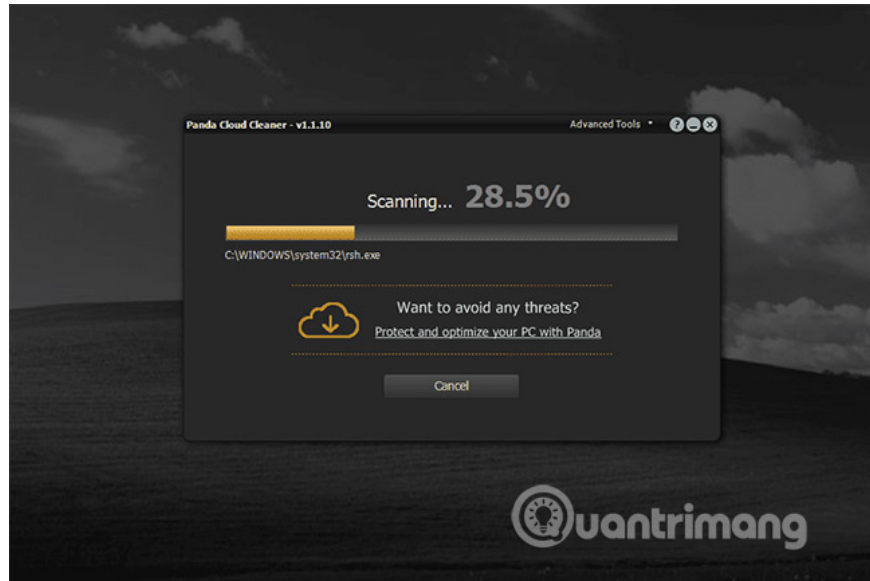 Panda Cloud Cleaner - v1.1.10
Advanced Tools
Scanning... 28.5%
C:\WINDOWS\system32\rsh.exe
Want to avoid any threats?
Protect and optimize your PC with Panda
Cancel
Quantrimang